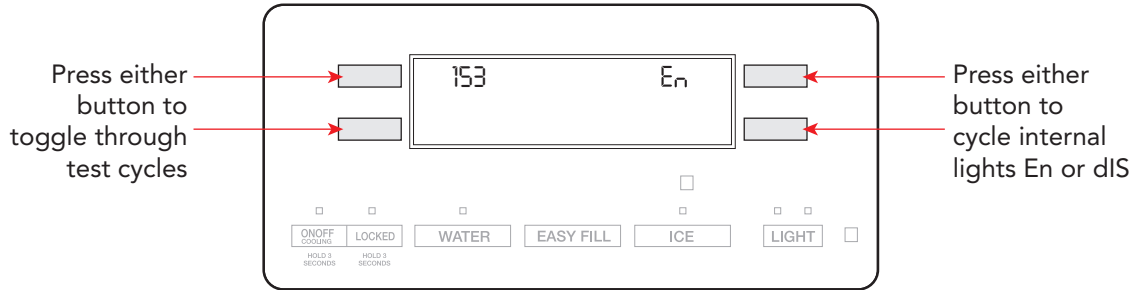 Press either
button to
toggle through
test cycles
153 En
Press either
button to
cycle internal
lights En or dIS
ONOFF
COOLING
LOCKED
WATER
EASY FILL
ICE
LIGHT
HOLD 3
SECONDS
HOLD 3
SECONDS